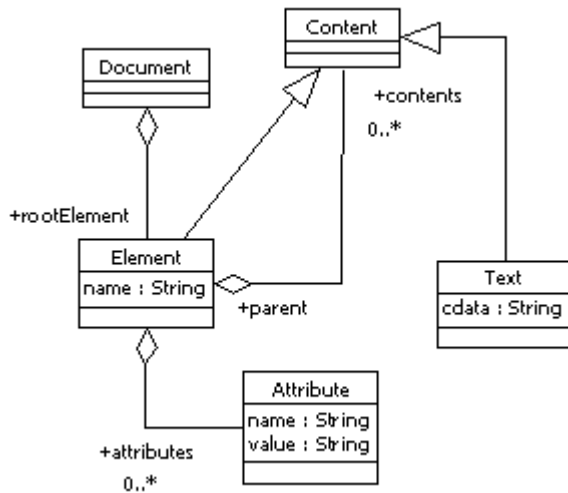 Content
Document
+contents
0..*
+rootElement
Element
name : String
+parent
Text
cdata : String
Attribute
name : String
value : String
+attributes
0..*